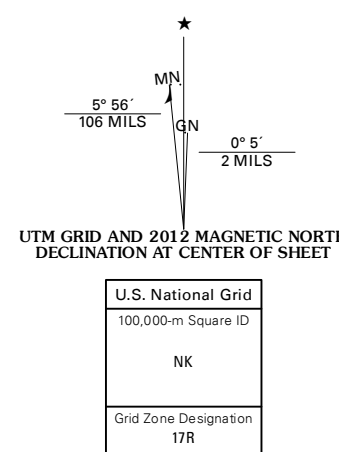 ★
MN
5° 56´
106 MILS
GN
0° 5´
2 MILS
UTM GRID AND 2012 MAGNETIC NORTH
DECLINATION AT CENTER OF SHEET
U.S. National Grid
100,000-m Square ID
NK
Grid Zone Designation
17R